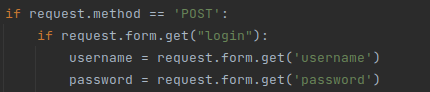 if request.method == 'POST':
    if request.form.get("login"):
        username = request.form.get('username')
        password = request.form.get('password')